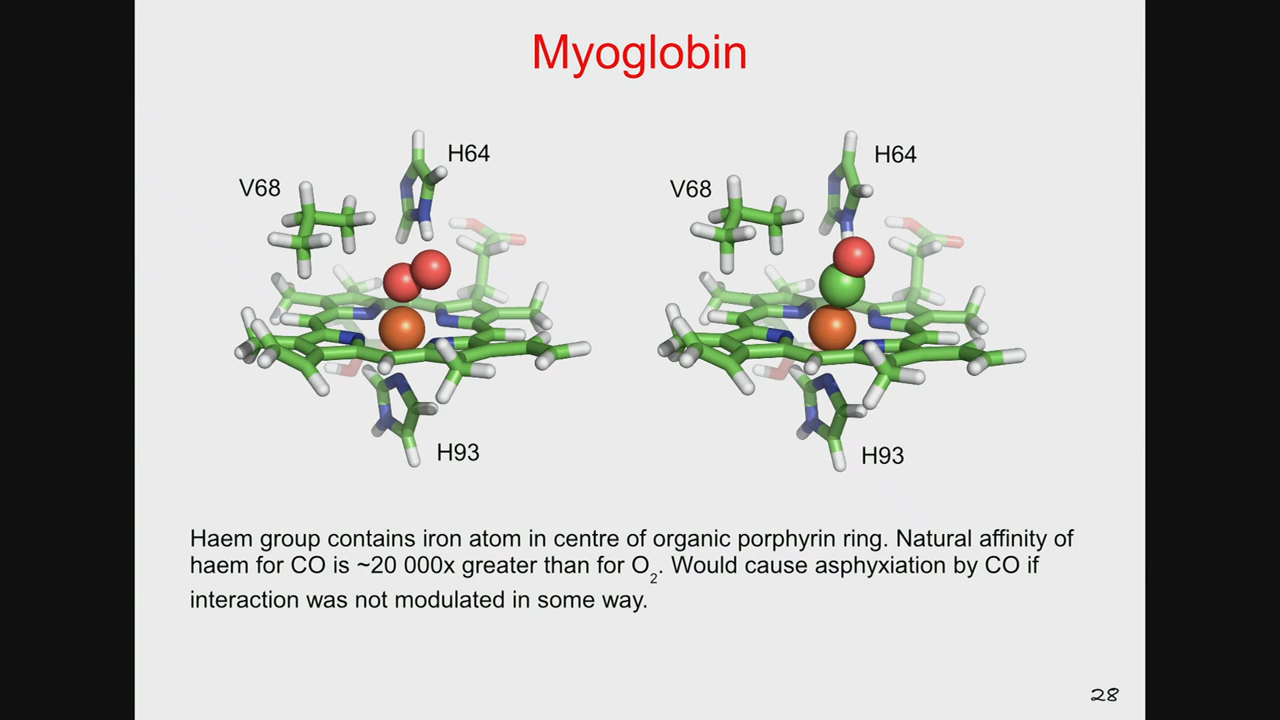 Myoglobin
H64
V68
H93
H64
V68
H93
Haem group contains iron atom in centre of organic porphyrin ring. Natural affinity of
haem for CO is ~20 000x greater than for O2. Would cause asphyxiation by CO if
interaction was not modulated in some way.
28